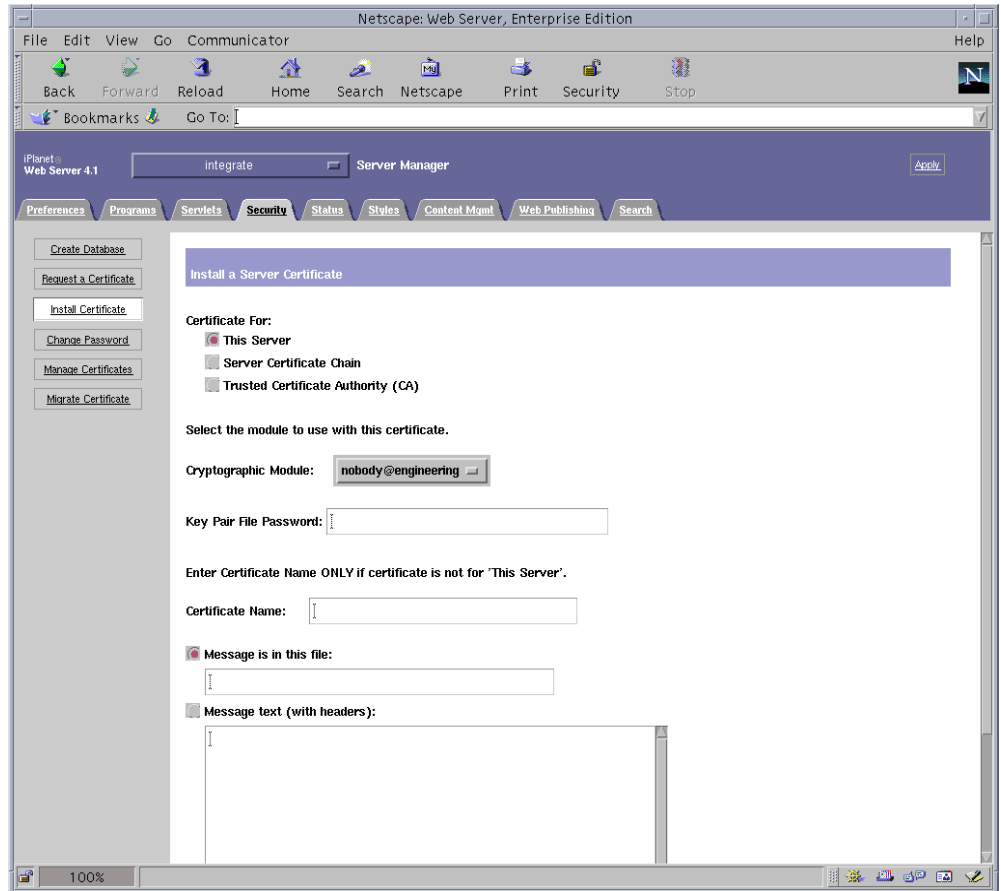 Netscape: Web Server, Enterprise Edition
File Edit View Go Communicator Help
Back Forward Reload Home Search Netscape Print Security Stop
My
N
Bookmarks Go To:
iPlanet
Web Server 4.1
integrate
Server Manager
Apply
Preferences Programs Servlets Security Status Styles Content Mgmt Web Publishing Search
Create Database
Request a Certificate
Install Certificate
Change Password
Manage Certificates
Migrate Certificate
Install a Server Certificate
Certificate For:
This Server
Server Certificate Chain
Trusted Certificate Authority (CA)
Select the module to use with this certificate.
Cryptographic Module: nobody@engineering
Key Pair File Password:
Enter Certificate Name ONLY if certificate is not for 'This Server'.
Certificate Name:
Message is in this file:
Message text (with headers):
100%